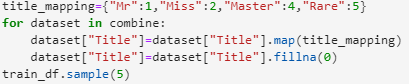 title_mapping={"Mr":1,"Miss":2,"Master":4,"Rare":5}
for dataset in combine:
    dataset["Title"]=dataset["Title"].map(title_mapping)
    dataset["Title"]=dataset["Title"].fillna(0)
train_df.sample(5)